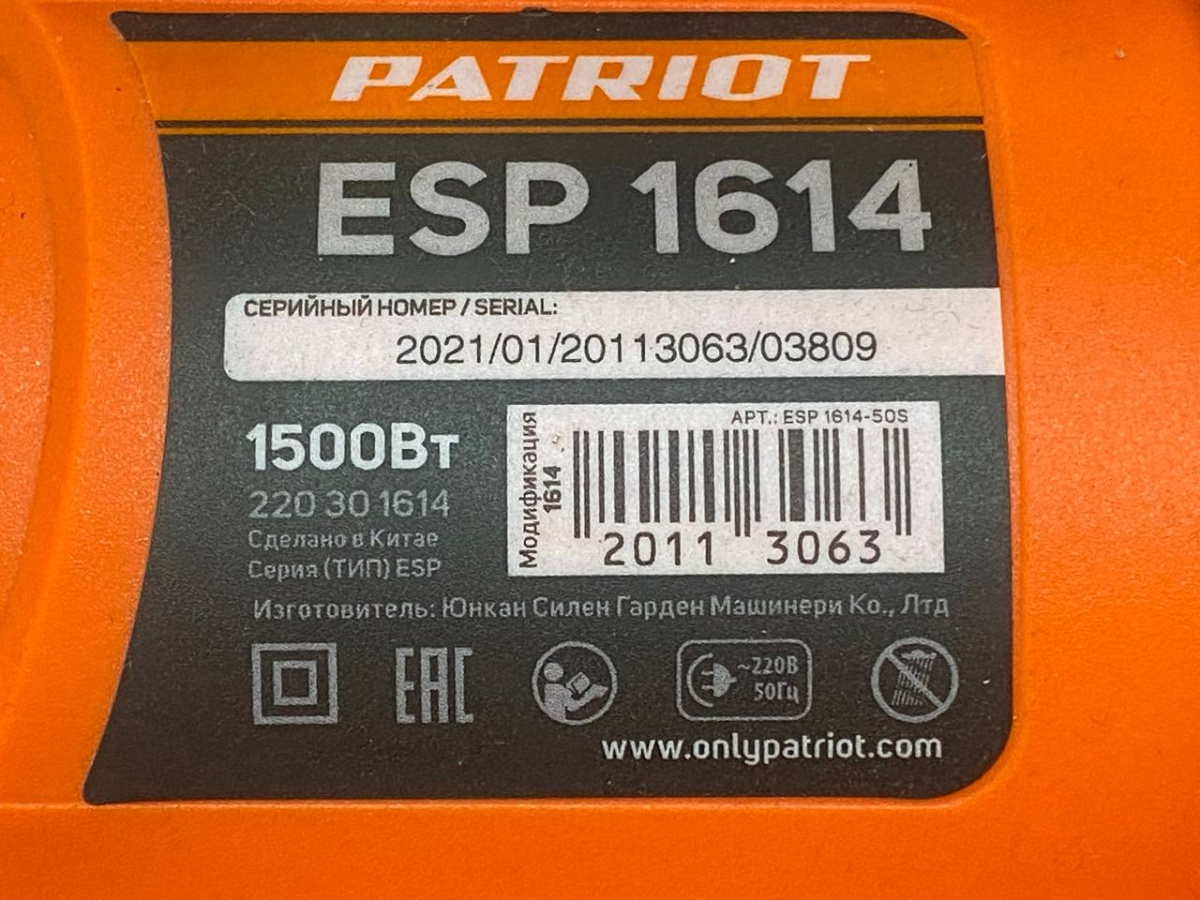 PATRIOT
ESP 1614
СЕРИЙНЫЙ НОМЕР / SERIAL:
2021/01/20113063/03809
1500Вт
220 30 1614
Сделано в Китае
Серия (ТИП) ESP
Модификация
1614
АРТ.: ESP 1614-50S
2011 3063
Изготовитель: Юнкан Силен Гарден Машинери Ко., Лтд
ЕАС
~220В
50Гц
www.onlypatriot.com